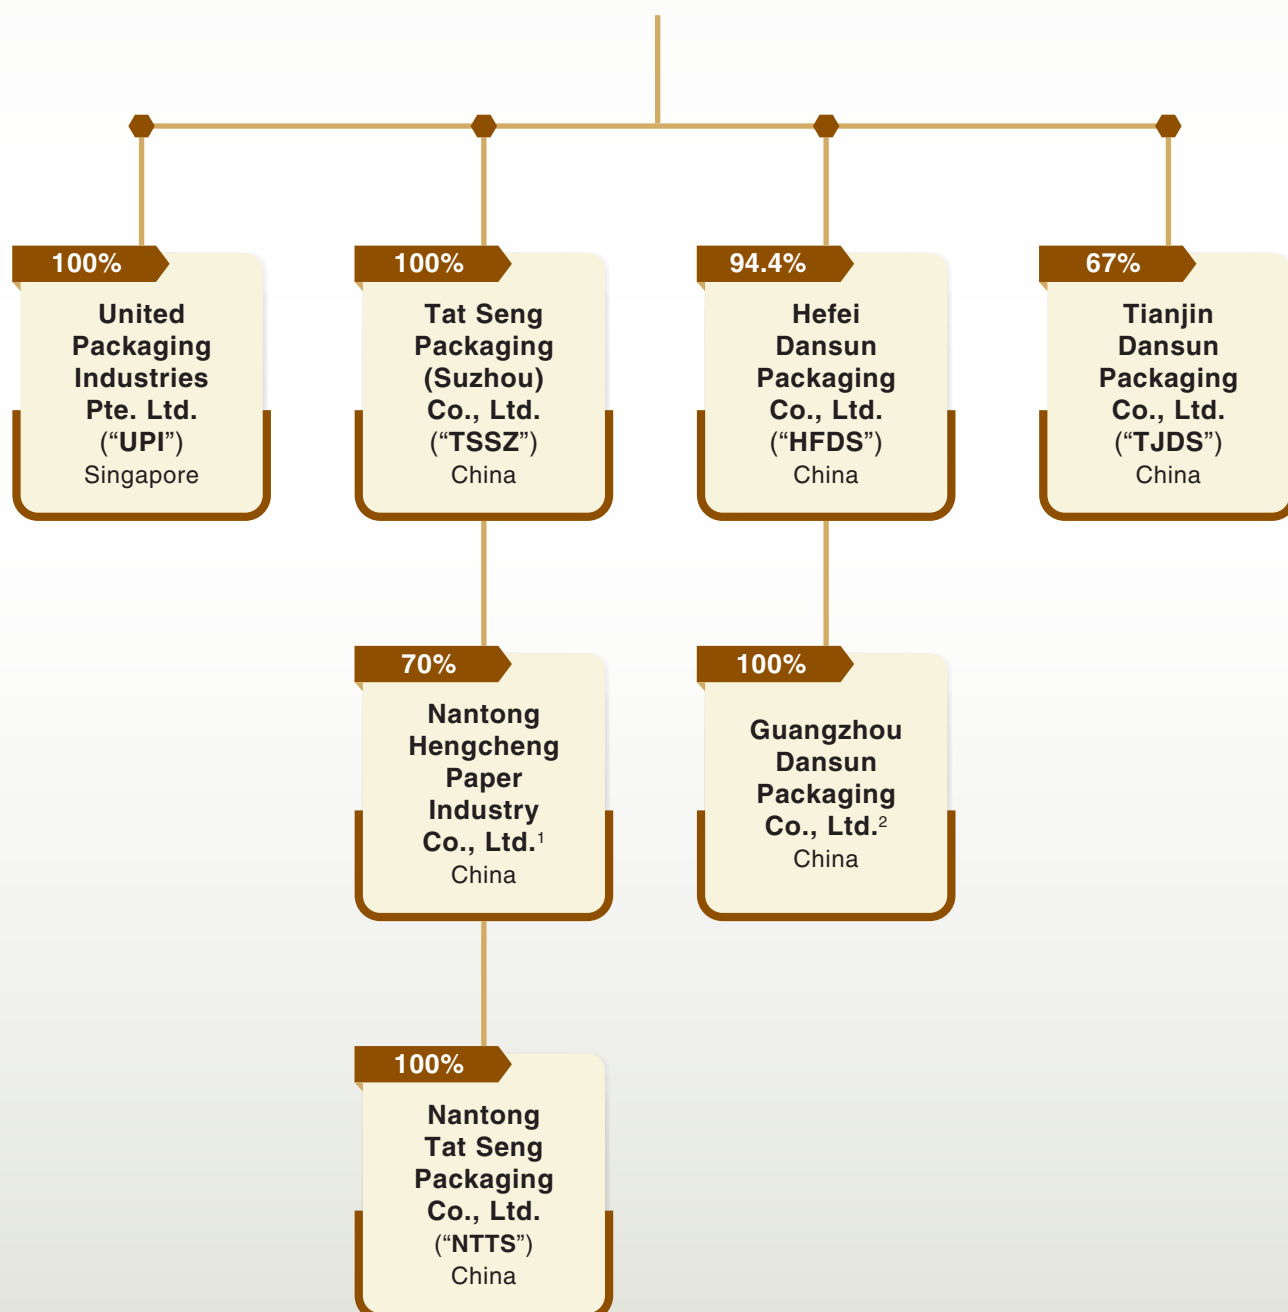 100%
United
Packaging
Industries
Pte. Ltd.
(“UPI”)
Singapore
100%
Tat Seng
Packaging
(Suzhou)
Co., Ltd.
(“TSSZ”)
China
94.4%
Hefei
Dansun
Packaging
Co., Ltd.
(“HFDS”)
China
67%
Tianjin
Dansun
Packaging
Co., Ltd.
(“TJDS”)
China
70%
Nantong
Hengcheng
Paper
Industry
Co., Ltd.¹
China
100%
Guangzhou
Dansun
Packaging
Co., Ltd.²
China
100%
Nantong
Tat Seng
Packaging
Co., Ltd.
(“NTTS”)
China